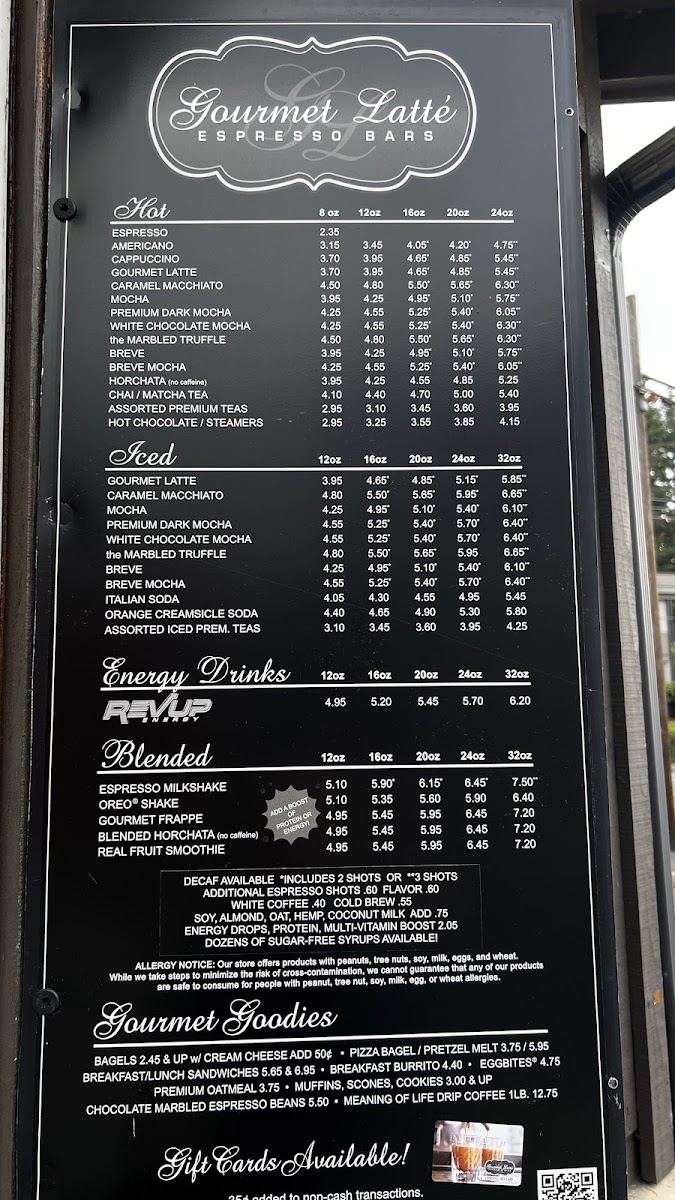 Gourmet Latté
ESPRESSO BARS
Hot 8 oz 12oz 16oz 20oz 24oz
ESPRESSO 2.35
AMERICANO 3.15 3.45 4.05* 4.20* 4.75**
CAPPUCCINO 3.70 3.95 4.65* 4.85* 5.45**
GOURMET LATTE 3.70 3.95 4.65* 4.85* 5.45**
CARAMEL MACCHIATO 4.50 4.80 5.50* 5.65* 6.30**
MOCHA 3.95 4.25 4.95* 5.10* 5.75**
PREMIUM DARK MOCHA 4.25 4.55 5.25* 5.40* 6.05**
WHITE CHOCOLATE MOCHA 4.25 4.55 5.25* 5.40* 6.30**
the MARBLED TRUFFLE 4.50 4.80 5.50* 5.65* 6.30**
BREVE 3.95 4.25 4.95* 5.10* 5.75**
BREVE MOCHA 4.25 4.55 5.25* 5.40* 6.05**
HORCHATA (no caffeine) 3.95 4.25 4.55 4.85 5.25
CHAI / MATCHA TEA 4.10 4.40 4.70 5.00 5.40
ASSORTED PREMIUM TEAS 2.95 3.10 3.45 3.60 3.95
HOT CHOCOLATE / STEAMERS 2.95 3.25 3.55 3.85 4.15
Iced 12oz 16oz 20oz 24oz 32oz
GOURMET LATTE 3.95 4.65* 4.85* 5.15* 5.85**
CARAMEL MACCHIATO 4.80 5.50* 5.65* 5.95* 6.65**
MOCHA 4.25 4.95* 5.10* 5.40* 6.10**
PREMIUM DARK MOCHA 4.55 5.25* 5.40* 5.70* 6.40**
WHITE CHOCOLATE MOCHA 4.55 5.25* 5.40* 5.70* 6.40**
the MARBLED TRUFFLE 4.80 5.50* 5.65* 5.95 6.65**
BREVE 4.25 4.95* 5.10* 5.40* 6.10**
BREVE MOCHA 4.55 5.25* 5.40* 5.70* 6.40**
ITALIAN SODA 4.05 4.30 4.55 4.95 5.45
ORANGE CREAMSICLE SODA 4.40 4.65 4.90 5.30 5.80
ASSORTED ICED PREM. TEAS 3.10 3.45 3.60 3.95 4.25
Energy Drinks 12oz 16oz 20oz 24oz 32oz
REVUP ENERGY 4.95 5.20 5.45 5.70 6.20
Blended 12oz 16oz 20oz 24oz 32oz
ESPRESSO MILKSHAKE 5.10 5.90* 6.15* 6.45* 7.50**
OREO® SHAKE 5.10 5.35 5.60 5.90 6.40
GOURMET FRAPPE 4.95 5.45 5.95 6.45 7.20
BLENDED HORCHATA (no caffeine) 4.95 5.45 5.95 6.45 7.20
REAL FRUIT SMOOTHIE 4.95 5.45 5.95 6.45 7.20
ADD A BOOST
OF
PROTEIN OR
ENERGY!
DECAF AVAILABLE *INCLUDES 2 SHOTS OR **3 SHOTS
ADDITIONAL ESPRESSO SHOTS .60 FLAVOR .60
WHITE COFFEE .40 COLD BREW .55
SOY, ALMOND, OAT, HEMP, COCONUT MILK ADD .75
ENERGY DROPS, PROTEIN, MULTI-VITAMIN BOOST 2.05
DOZENS OF SUGAR-FREE SYRUPS AVAILABLE!
ALLERGY NOTICE: Our store offers products with peanuts, tree nuts, soy, milk, eggs, and wheat.
While we take steps to minimize the risk of cross-contamination, we cannot guarantee that any of our products
are safe to consume for people with peanut, tree nut, soy, milk, egg, or wheat allergies.
Gourmet Goodies
BAGELS 2.45 & UP w/ CREAM CHEESE ADD 50¢ • PIZZA BAGEL / PRETZEL MELT 3.75 / 5.95
BREAKFAST/LUNCH SANDWICHES 5.65 & 6.95 • BREAKFAST BURRITO 4.40 • EGGBITES® 4.75
PREMIUM OATMEAL 3.75 • MUFFINS, SCONES, COOKIES 3.00 & UP
CHOCOLATE MARBLED ESPRESSO BEANS 5.50 • MEANING OF LIFE DRIP COFFEE 1LB. 12.75
Gift Cards Available!
35¢ added to non-cash transactions.